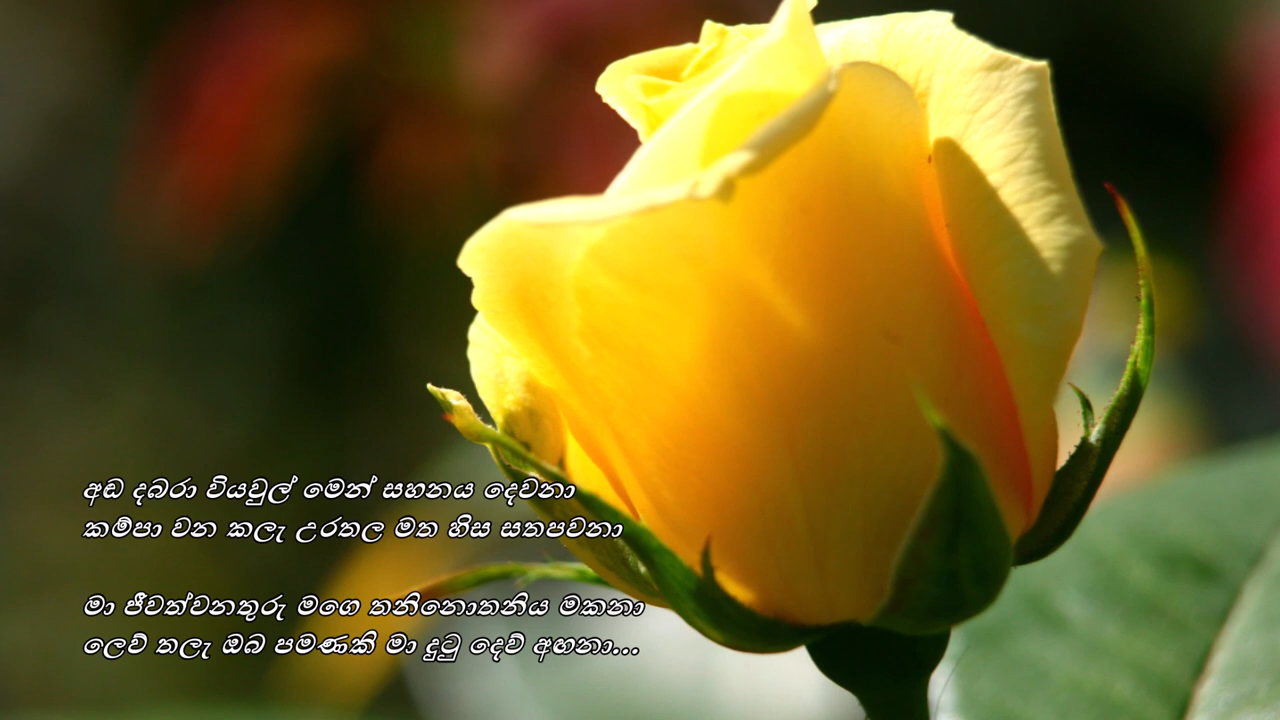 අඬ දබරා වියවුල් මෙන් සහනය දෙවනා
කම්පා වන කලැ උරතල මත හිස සතපවනා
මා ජීවත්වනතුරු මගෙ තනිනොතනිය මකනා
ලෙව් තලැ ඔබ පමණකි මා දුටු දෙව් අඟනා...